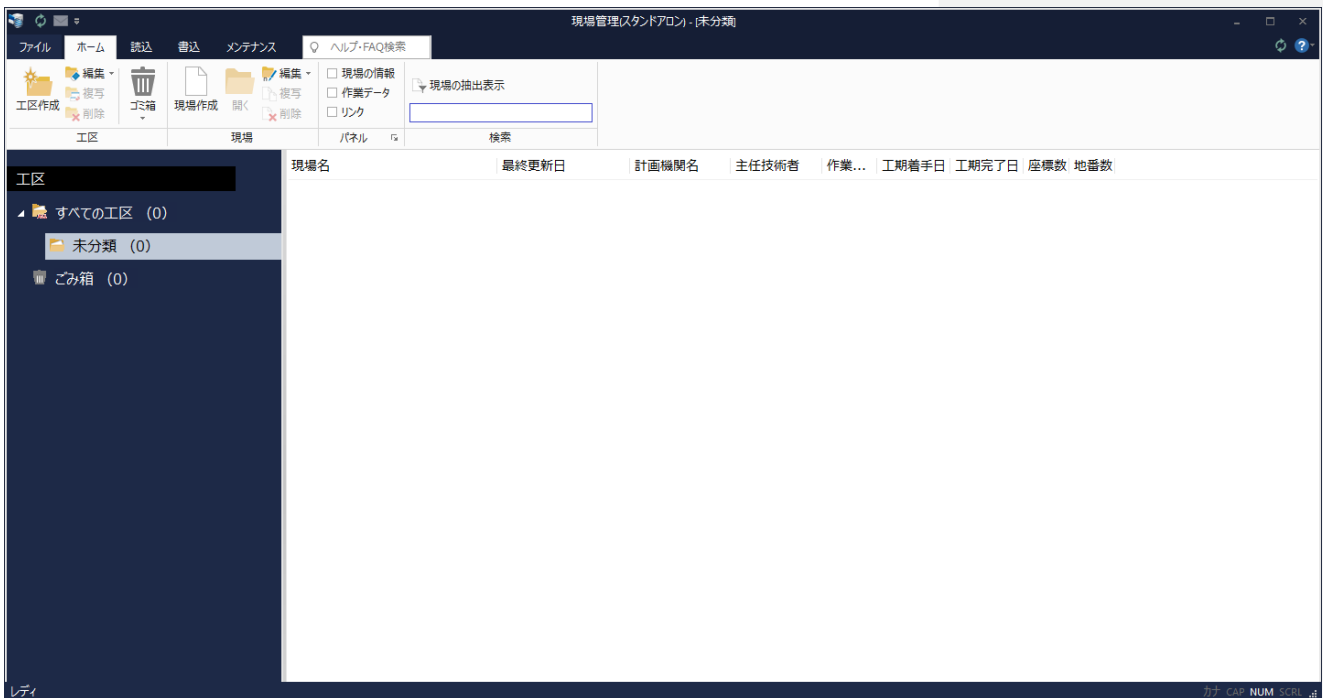 現場管理(スタンドアロン) - [未分類]
ファイル ホーム 読込 書込 メンテナンス ヘルプ・FAQ検索
工区作成 編集 複写 削除 ゴミ箱
現場作成 開く 編集 複写 削除
現場の情報
作業データ
リンク
現場の抽出表示
工区 現場 パネル 検索
工区
すべての工区 (0)
未分類 (0)
ごみ箱 (0)
現場名 最終更新日 計画機関名 主任技術者 作業... 工期着手日 工期完了日 座標数 地番数
レディ
カナ CAP NUM SCRL